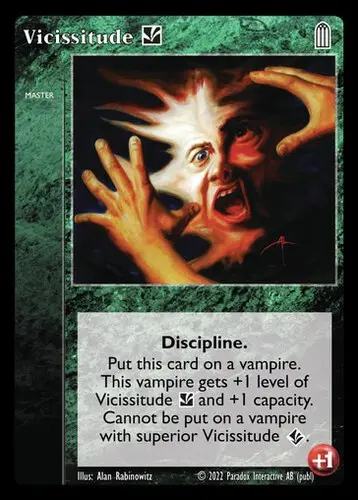 Vicissitude
MASTER
Discipline.
Put this card on a vampire.
This vampire gets +1 level of
Vicissitude and +1 capacity.
Cannot be put on a vampire
with superior Vicissitude .
+1
Illus: Alan Rabinowitz © 2022 Paradox Interactive AB (publ)